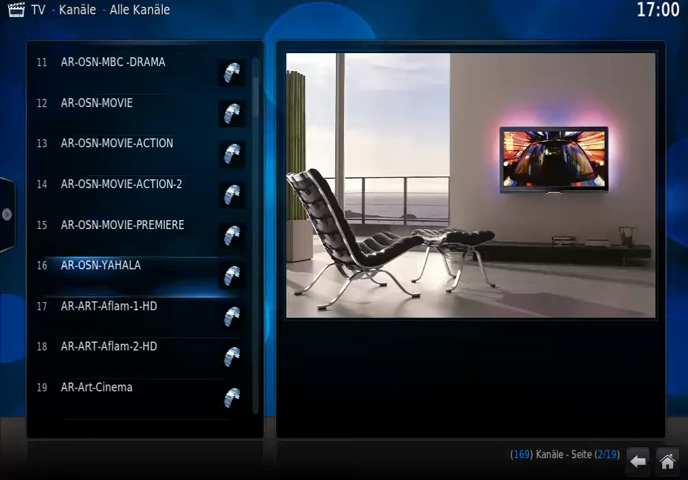 TV - Kanäle - Alle Kanäle
17:00
11 AR-OSN-MBC -DRAMA
12 AR-OSN-MOVIE
13 AR-OSN-MOVIE-ACTION
14 AR-OSN-MOVIE-ACTION-2
15 AR-OSN-MOVIE-PREMIERE
16 AR-OSN-YAHALA
17 AR-ART-Aflam-1-HD
18 AR-ART-Aflam-2-HD
19 AR-Art-Cinema
(169) Kanäle - Seite (2/19)